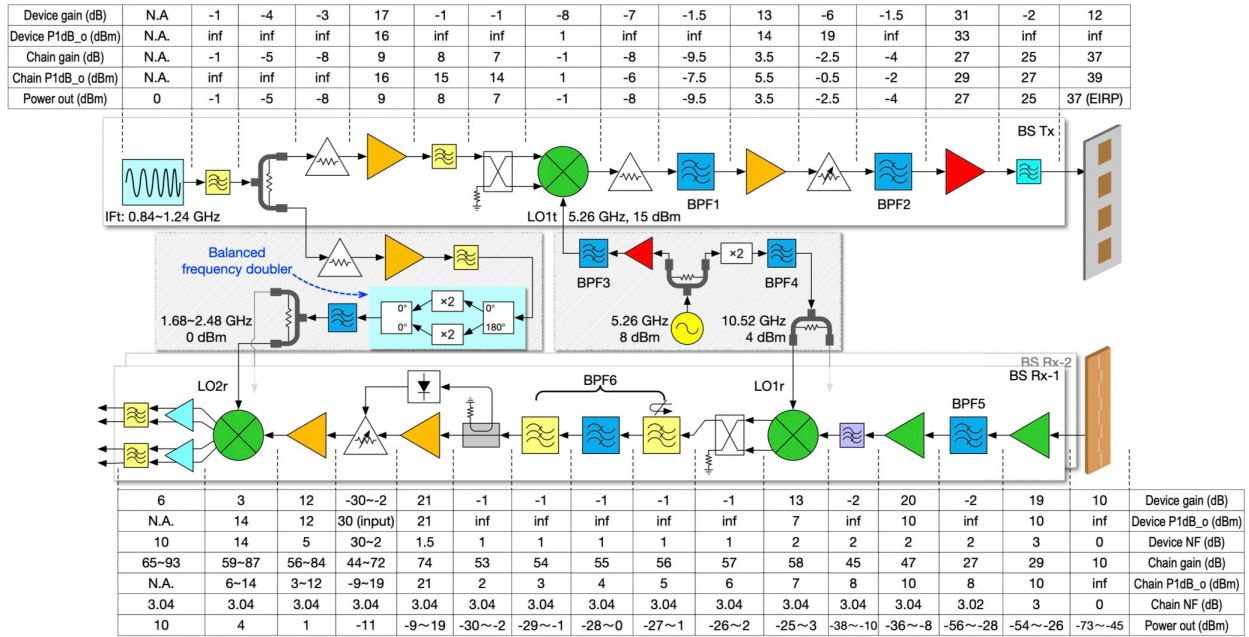 Device gain (dB) N.A -1 -4 -3 17 -1 -1 -8 -7 -1.5 13 -6 -1.5 31 -2 12
Device P1dB_o (dBm) N.A. inf inf inf 16 inf inf 1 inf inf 14 19 inf 33 inf inf
Chain gain (dB) N.A. -1 -5 -8 9 8 7 -1 -8 -9.5 3.5 -2.5 -4 27 25 37
Chain P1dB_o (dBm) N.A. inf inf inf 16 15 14 1 -6 -7.5 5.5 -0.5 -2 29 27 39
Power out (dBm) 0 -1 -5 -8 9 8 7 -1 -8 -9.5 3.5 -2.5 -4 27 25 37 (EIRP)
BS Tx
BPF1
BPF2
IFt: 0.84~1.24 GHz
LO1t
5.26 GHz, 15 dBm
Balanced
frequency doubler
×2
BPF3
BPF4
0°
0°
×2
×2
0°
180°
1.68~2.48 GHz
0 dBm
5.26 GHz
8 dBm
10.52 GHz
4 dBm
BS Rx-2
BS Rx-1
LO2r
BPF6
LO1r
BPF5
6 3 12 -30~-2 21 -1 -1 -1 -1 -1 13 -2 20 -2 19 10 Device gain (dB)
N.A. 14 12 30 (input) 21 inf inf inf inf inf 7 inf 10 inf 10 inf Device P1dB_o (dBm)
10 14 5 30~2 1.5 1 1 1 1 1 2 2 2 2 3 0 Device NF (dB)
65~93 59~87 56~84 44~72 74 53 54 55 56 57 58 45 47 27 29 10 Chain gain (dB)
N.A. 6~14 3~12 -9~19 21 2 3 4 5 6 7 8 10 8 10 inf Chain P1dB_o (dBm)
3.04 3.04 3.04 3.04 3.04 3.04 3.04 3.04 3.04 3.04 3.04 3.04 3.04 3.02 3 0 Chain NF (dB)
10 4 1 -11 -9~19 -30~-2 -29~-1 -28~0 -27~1 -26~2 -25~3 -38~-10 -36~-8 -56~-28 -54~-26 -73~-45 Power out (dBm)